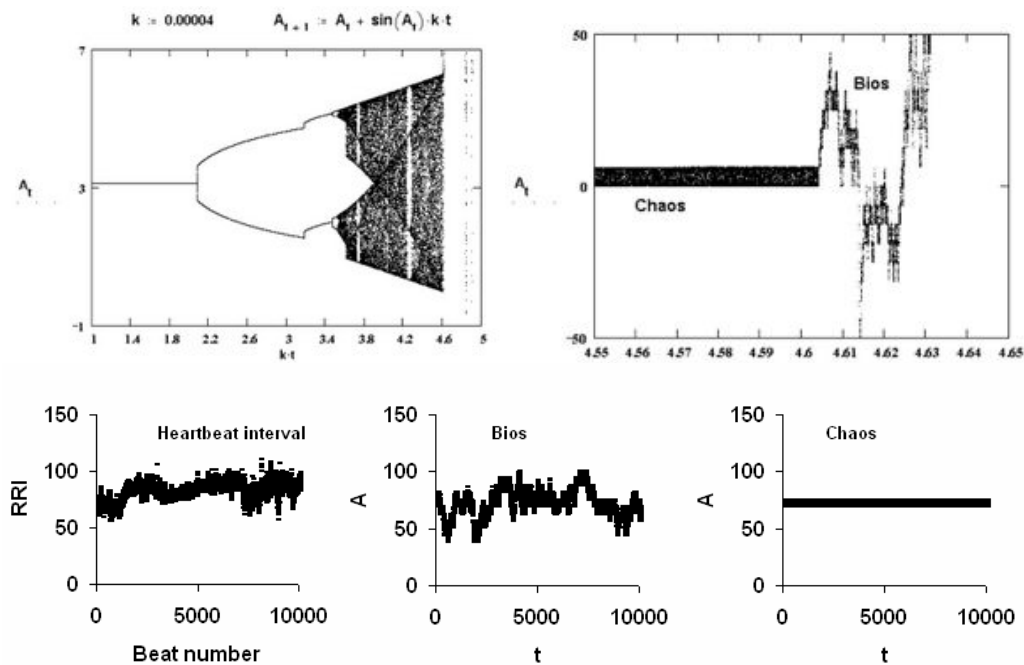 k := 0.00004 A_{t+1} := A_t + sin(A_t)·k·t
7
A_t 3
-1
1 1.4 1.8 2.2 2.6 3 3.4 3.8 4.2 4.6 5
k·t
50
Bios
A_t 0
Chaos
-50
4.55 4.56 4.57 4.58 4.59 4.6 4.61 4.62 4.63 4.64 4.65
150
Heartbeat interval
100
RRI
50
0
0 5000 10000
Beat number
150
Bios
100
A
50
0
0 5000 10000
t
150
Chaos
100
A
50
0
0 5000 10000
t